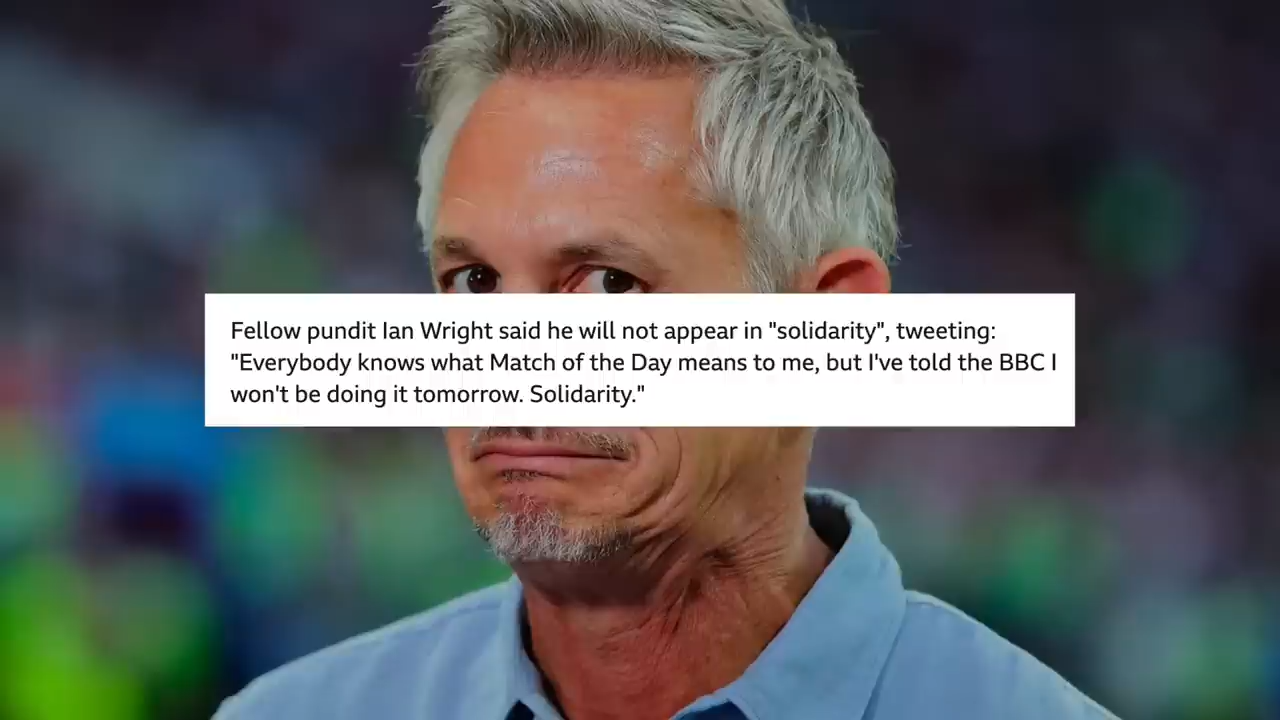 Fellow pundit Ian Wright said he will not appear in "solidarity", tweeting:
"Everybody knows what Match of the Day means to me, but I've told the BBC I
won't be doing it tomorrow. Solidarity."